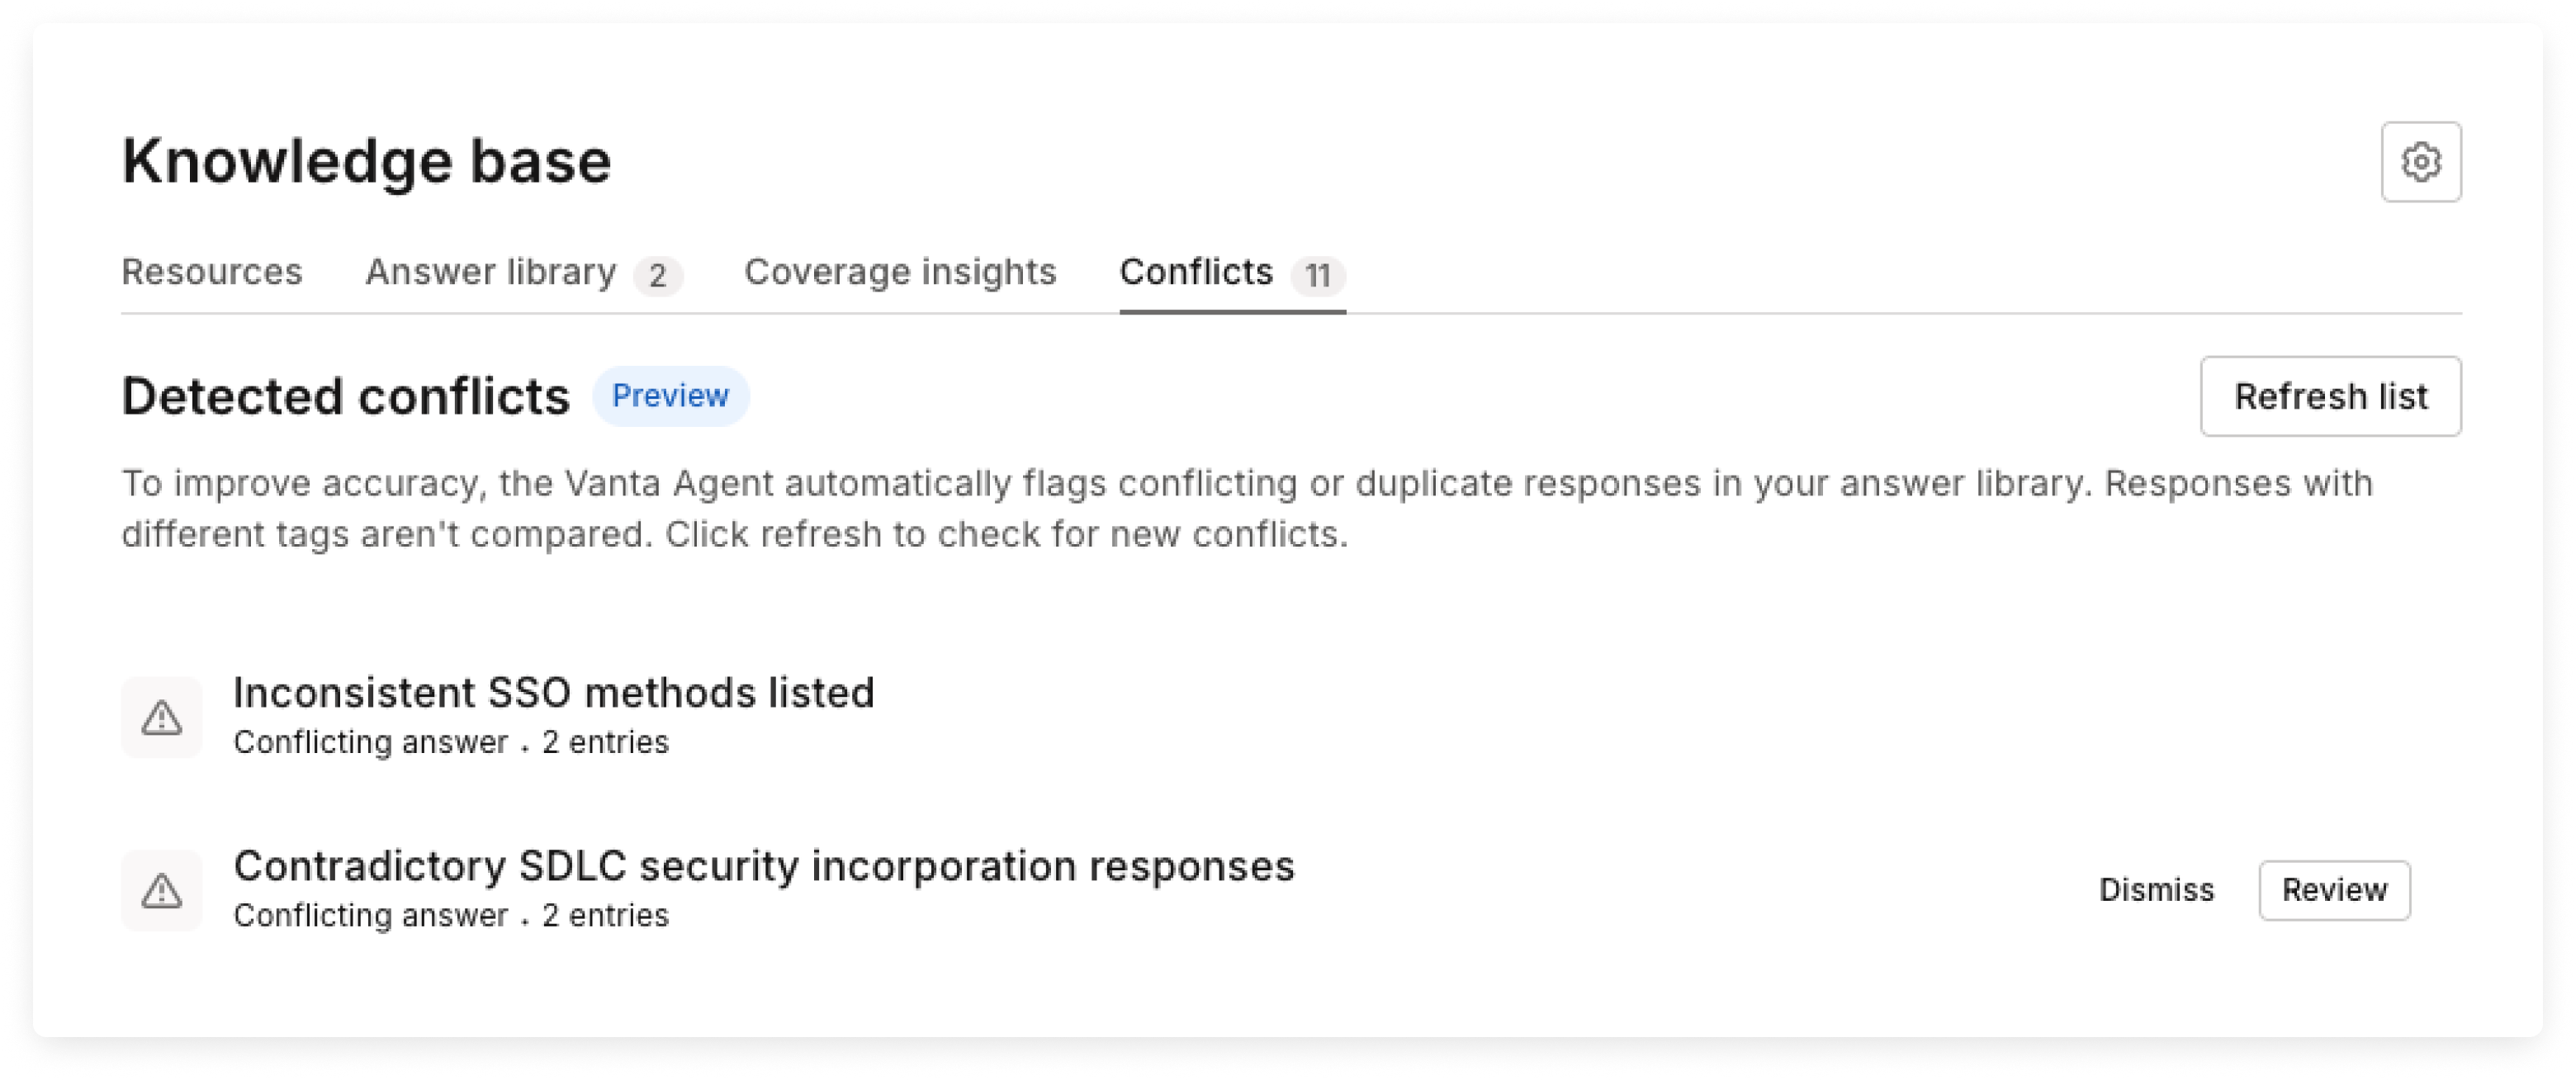 Knowledge base
Resources Answer library 2 Coverage insights Conflicts 11
Detected conflicts Preview Refresh list
To improve accuracy, the Vanta Agent automatically flags conflicting or duplicate responses in your answer library. Responses with
different tags aren't compared. Click refresh to check for new conflicts.
Inconsistent SSO methods listed
Conflicting answer . 2 entries
Contradictory SDLC security incorporation responses
Conflicting answer . 2 entries
Dismiss Review